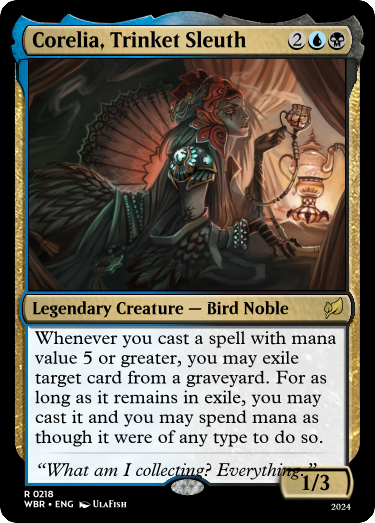 Corelia, Trinket Sleuth 2
Legendary Creature — Bird Noble
Whenever you cast a spell with mana
value 5 or greater, you may exile
target card from a graveyard. For as
long as it remains in exile, you may
cast it and you may spend mana as
though it were of any type to do so.
“What am I collecting? Everything.”
1/3
R 0218
WBR • ENG UlaFish
2024